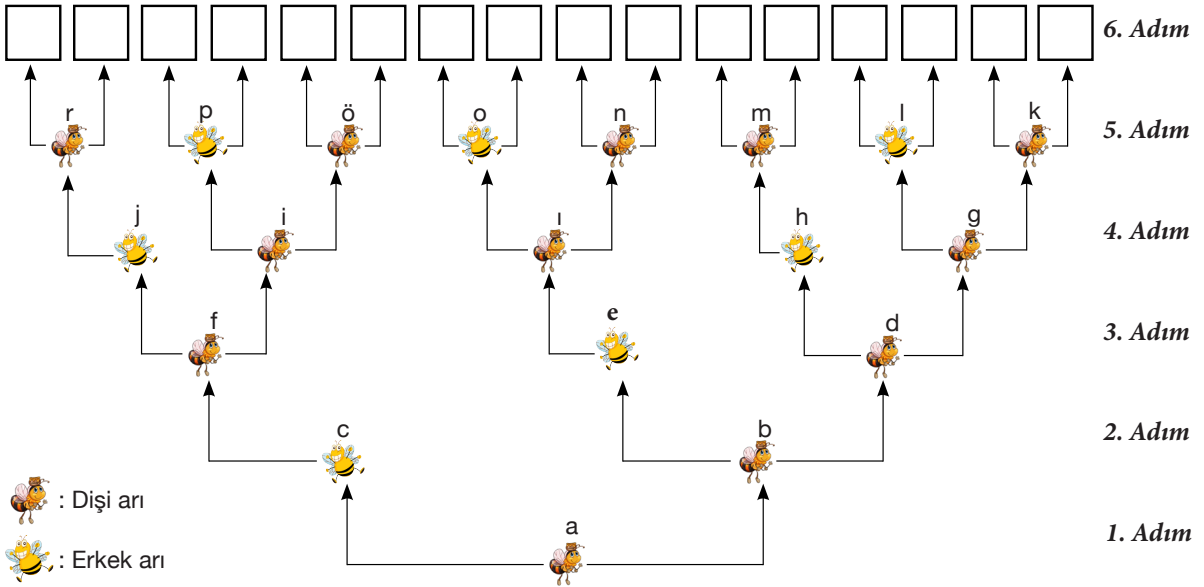 6. Adım
r p ö o n m l k
5. Adım
j i ı h g
4. Adım
f e d
3. Adım
c b
2. Adım
: Dişi arı
a
1. Adım
: Erkek arı